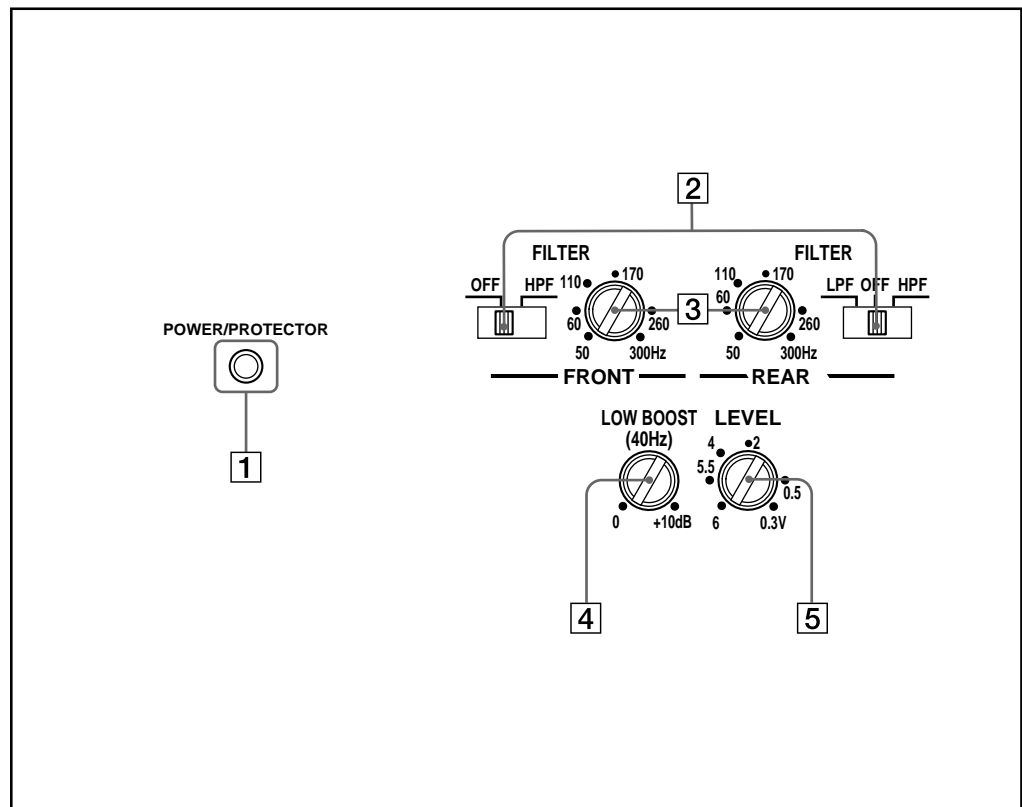 2
FILTER FILTER
OFF HPF 110 170 110 170 LPF OFF HPF
60 3 60
260 260
50 300Hz 50 300Hz
FRONT REAR
POWER/PROTECTOR
1
LOW BOOST LEVEL
(40Hz) 4 2
5.5
0.5
0 +10dB 6 0.3V
4 5